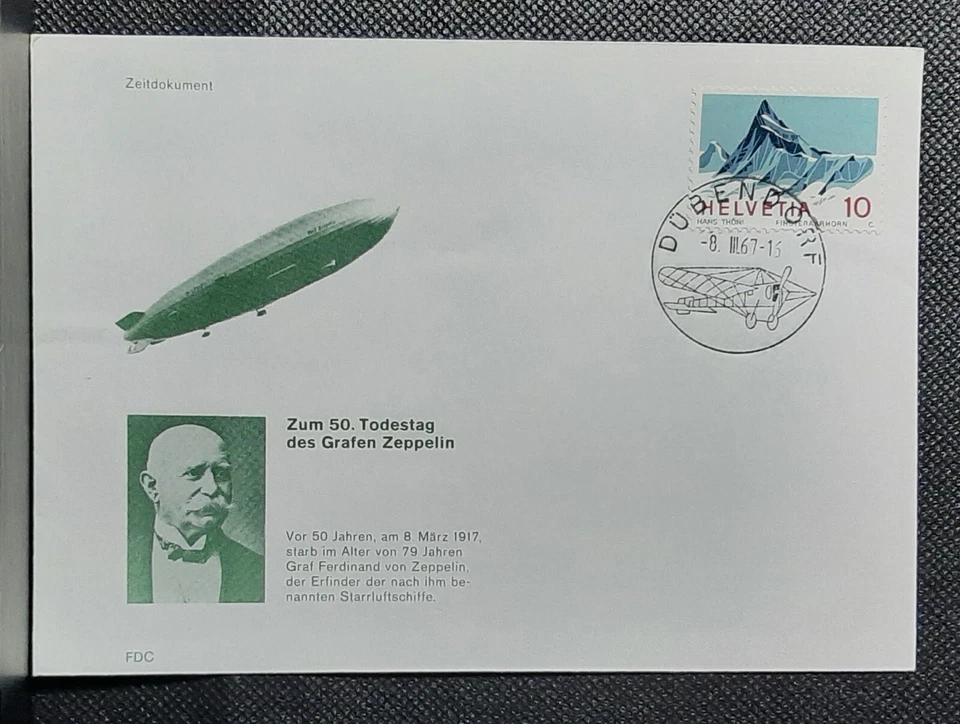 Zeitdokument
HELVETIA 10
HANS THÖNI FINSTERAARHORN C.
DÜBENDORF
-8. III.67-16
Zum 50. Todestag
des Grafen Zeppelin
Vor 50 Jahren, am 8. März 1917,
starb im Alter von 79 Jahren
Graf Ferdinand von Zeppelin,
der Erfinder der nach ihm be-
nannten Starrluftschiffe.
FDC